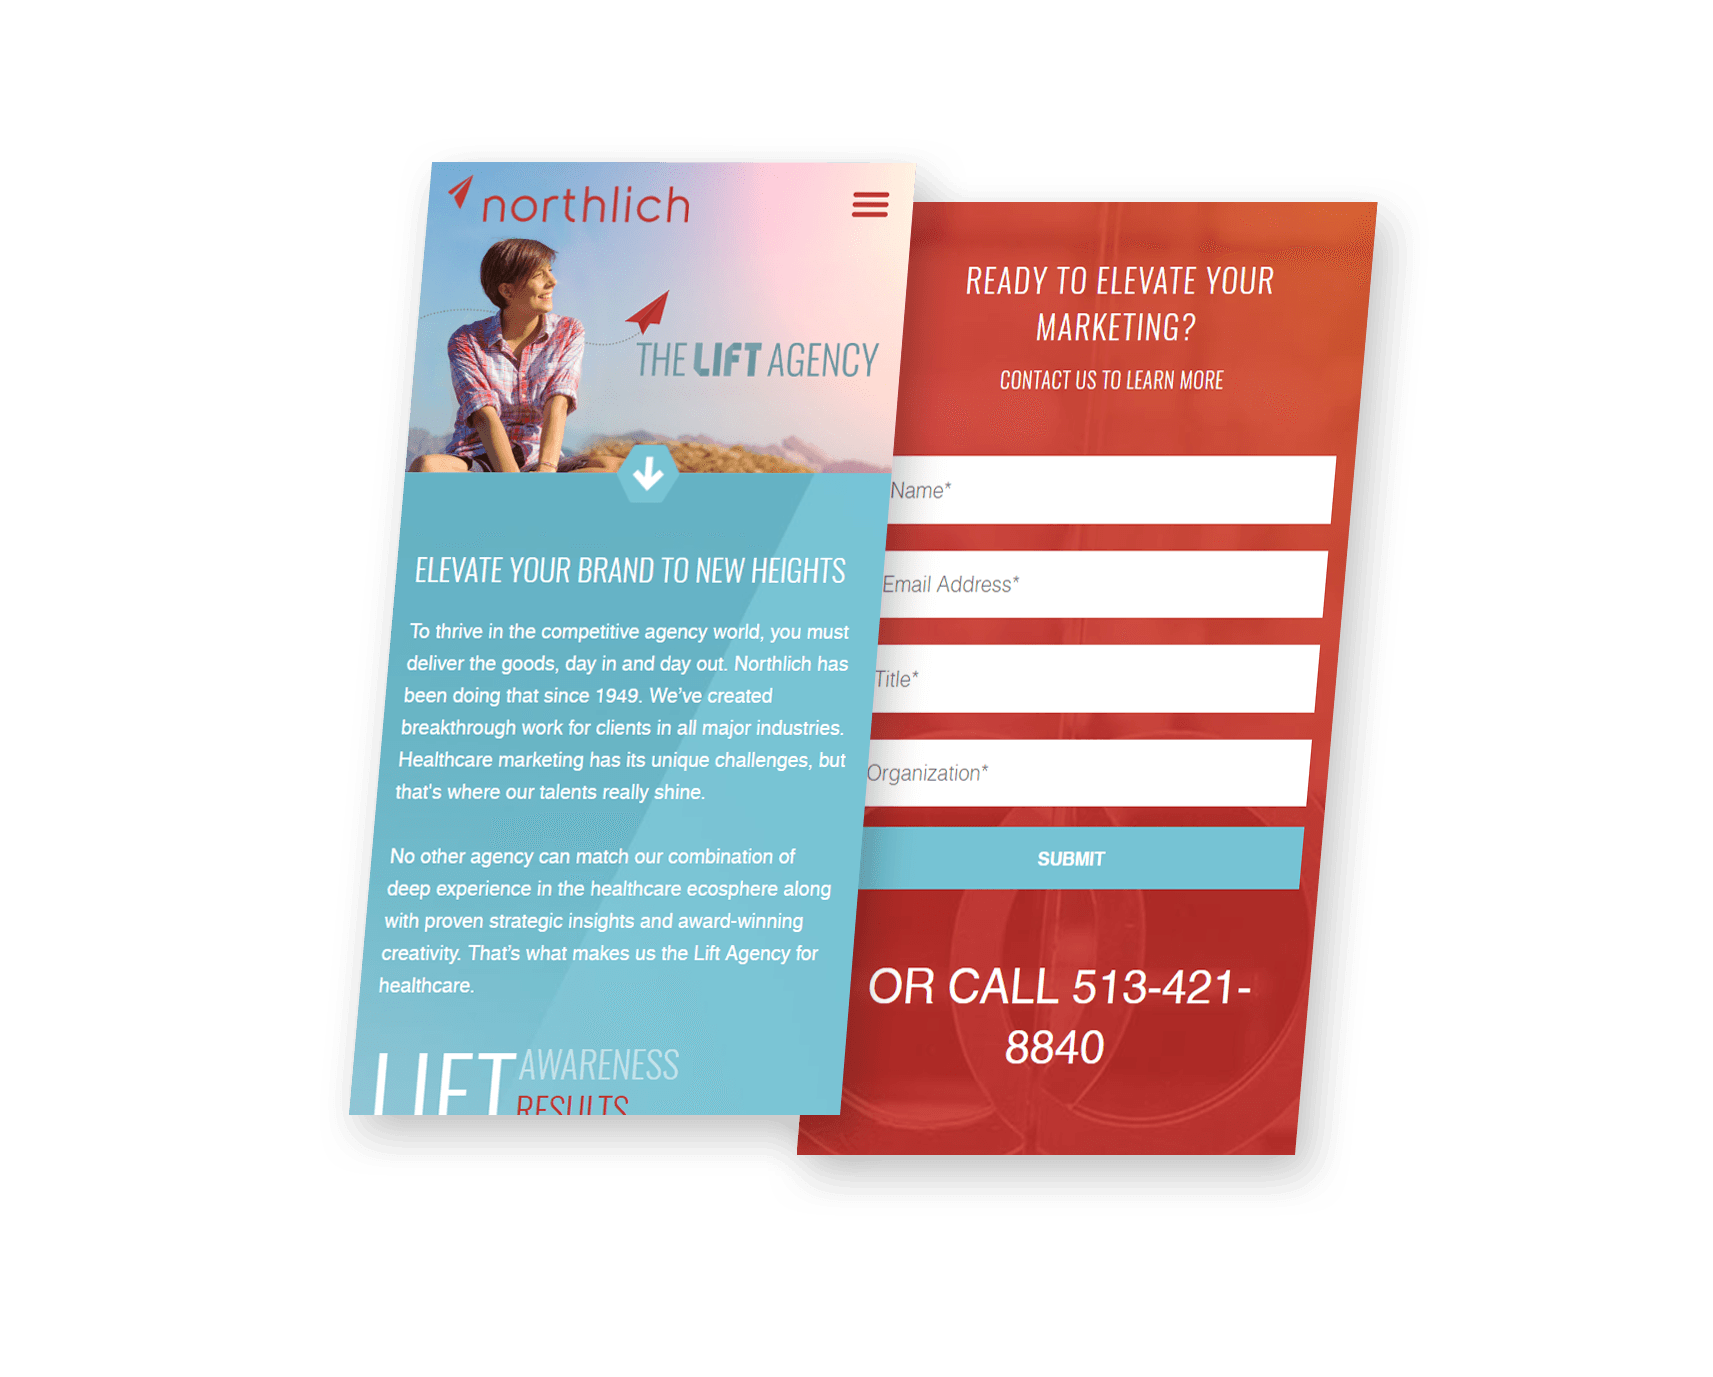 northlich
THE LIFT AGENCY
ELEVATE YOUR BRAND TO NEW HEIGHTS
To thrive in the competitive agency world, you must
deliver the goods, day in and day out. Northlich has
been doing that since 1949. We’ve created
breakthrough work for clients in all major industries.
Healthcare marketing has its unique challenges, but
that's where our talents really shine.
No other agency can match our combination of
deep experience in the healthcare ecosphere along
with proven strategic insights and award-winning
creativity. That’s what makes us the Lift Agency for
healthcare.
LIFT AWARENESS
RESULTS
READY TO ELEVATE YOUR
MARKETING?
CONTACT US TO LEARN MORE
Name*
Email Address*
Title*
Organization*
SUBMIT
OR CALL 513-421-
8840